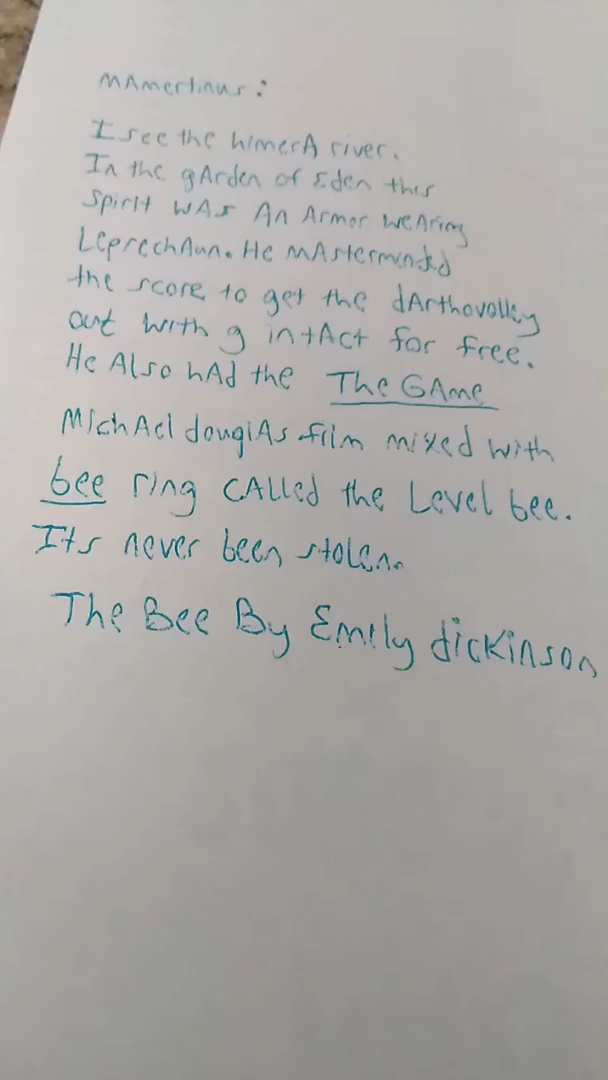 MAmertinus:
I see the himerA river.
In the gArden of Eden this
Spirit wAs An Armor weAring
LeprechAun. He mAsterminded
the score to get the dArthovolley
out with g intAct for free.
He Also hAd the The GAme
MichAel douglAs film mixed with
bee ring CAlled the Level bee.
Its never been stolen.
The Bee By Emily dickinson